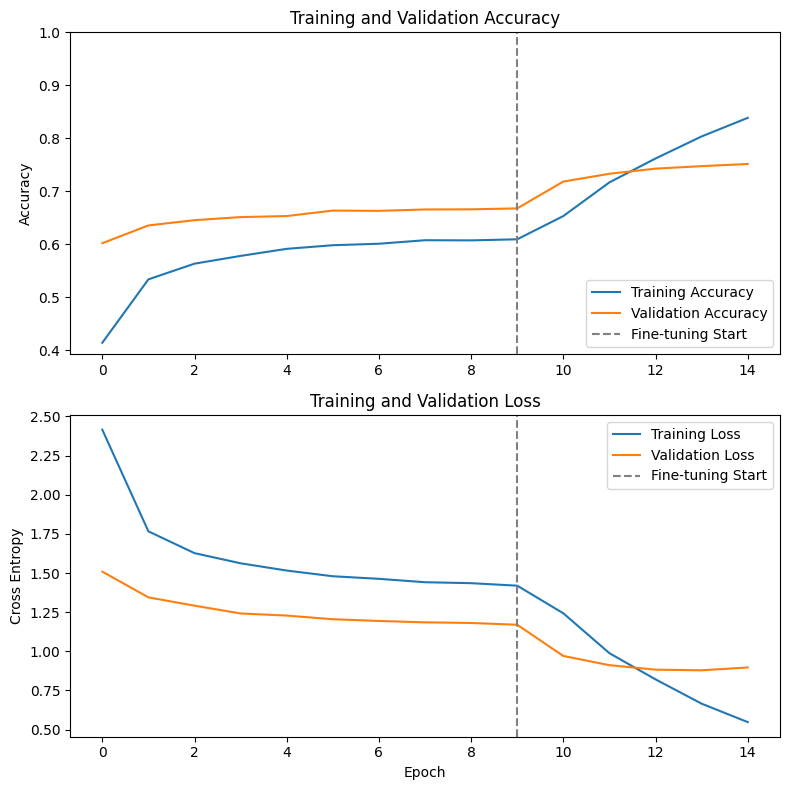 Training and Validation Accuracy
1.0
0.9
0.8
0.7
0.6
0.5
0.4
Accuracy
Training Accuracy
Validation Accuracy
Fine-tuning Start
0 2 4 6 8 10 12 14
Training and Validation Loss
2.50
2.25
2.00
1.75
1.50
1.25
1.00
0.75
0.50
Cross Entropy
Training Loss
Validation Loss
Fine-tuning Start
0 2 4 6 8 10 12 14
Epoch